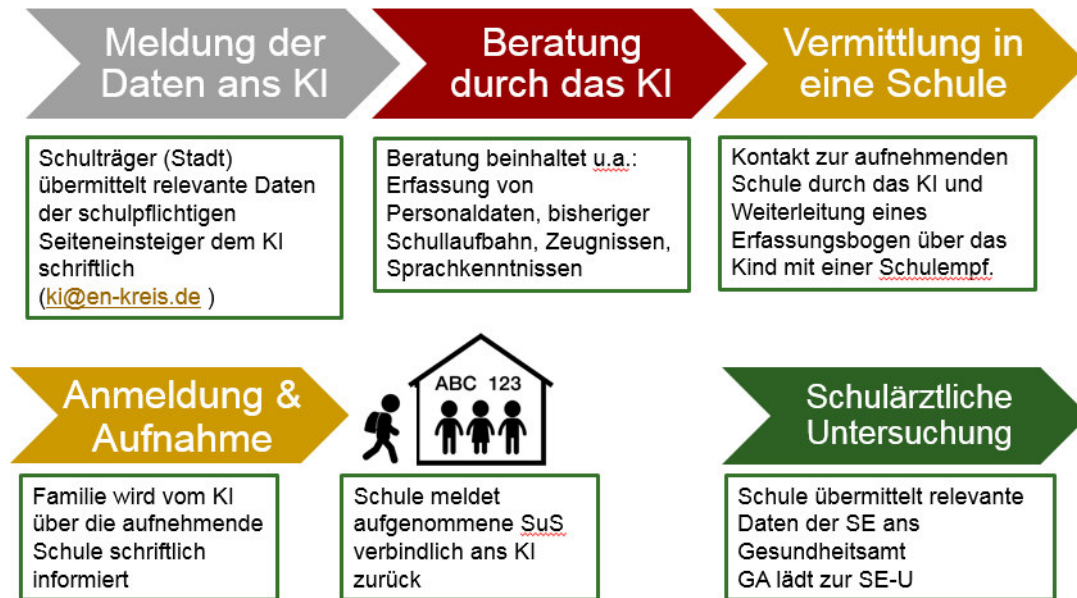 Meldung der
Daten ans KI
Beratung
durch das KI
Vermittlung in
eine Schule
Schulträger (Stadt)
übermittelt relevante Daten
der schulpflichtigen
Seiteneinsteiger dem KI
schriftlich
(ki@en-kreis.de )
Beratung beinhaltet u.a.:
Erfassung von
Personaldaten, bisheriger
Schullaufbahn, Zeugnissen,
Sprachkenntnissen
Kontakt zur aufnehmenden
Schule durch das KI und
Weiterleitung eines
Erfassungsbogen über das
Kind mit einer Schulempf.
Anmeldung &
Aufnahme
ABC 123
Schulärztliche
Untersuchung
Familie wird vom KI
über die aufnehmende
Schule schriftlich
informiert
Schule meldet
aufgenommene SuS
verbindlich ans KI
zurück
Schule übermittelt relevante
Daten der SE ans
Gesundheitsamt
GA lädt zur SE-U